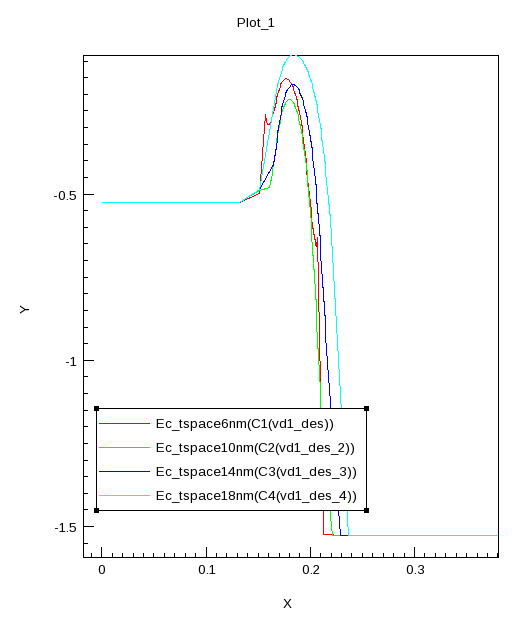 Plot_1
-0.5
Y
-1
Ec_tspace6nm(C1(vd1_des))
Ec_tspace10nm(C2(vd1_des_2))
Ec_tspace14nm(C3(vd1_des_3))
Ec_tspace18nm(C4(vd1_des_4))
-1.5
0 0.1 0.2 0.3
X